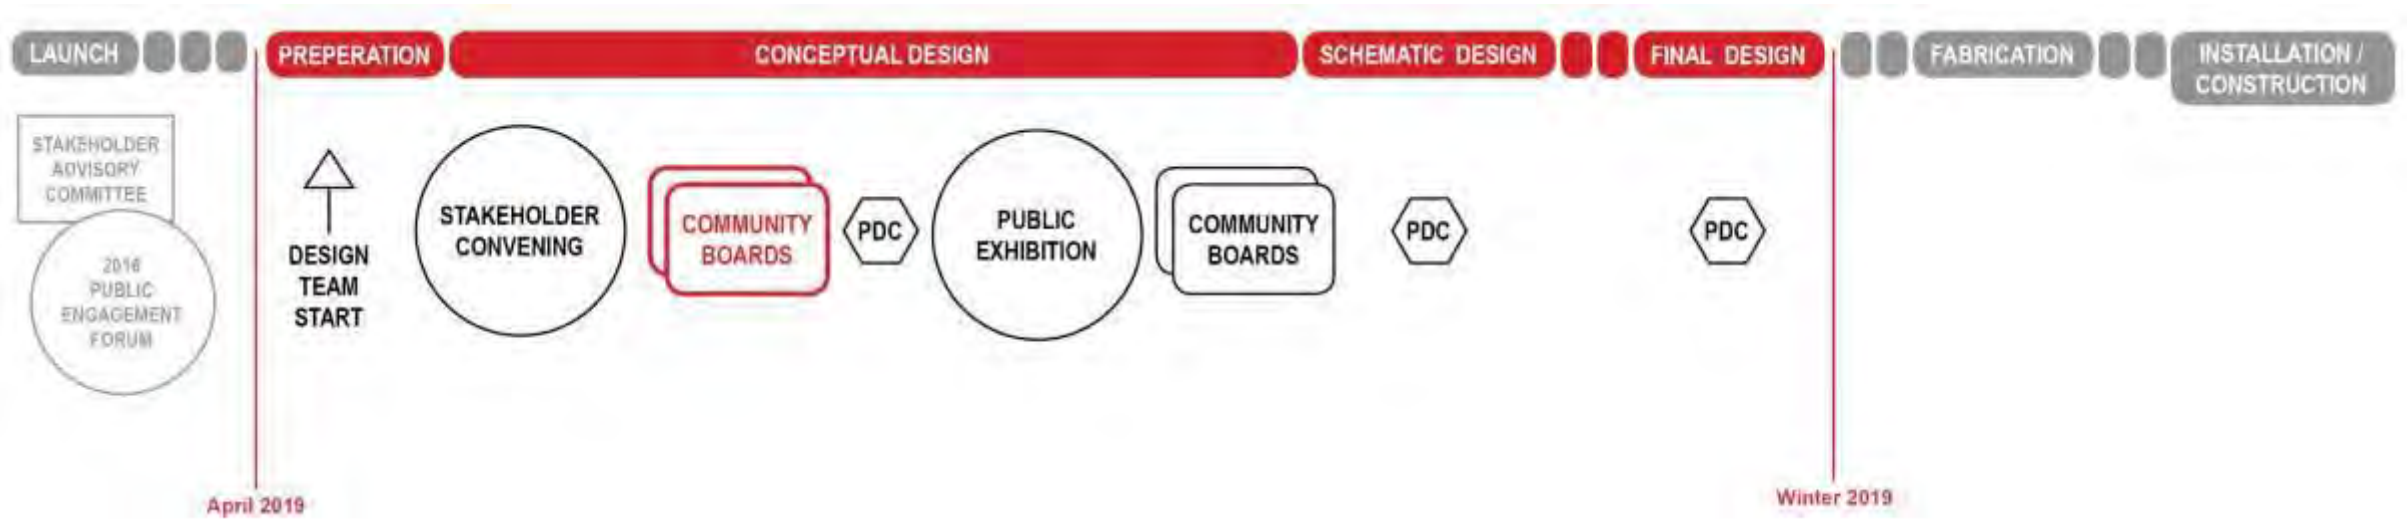 LAUNCH
PREPERATION
CONCEPTUAL DESIGN
SCHEMATIC DESIGN
FINAL DESIGN
FABRICATION
INSTALLATION /
CONSTRUCTION
STAKEHOLDER
ADVISORY
COMMITTEE
2016
PUBLIC
ENGAGEMENT
FORUM
DESIGN
TEAM
START
STAKEHOLDER
CONVENING
COMMUNITY
BOARDS
PDC
PUBLIC
EXHIBITION
COMMUNITY
BOARDS
PDC
PDC
April 2019
Winter 2019